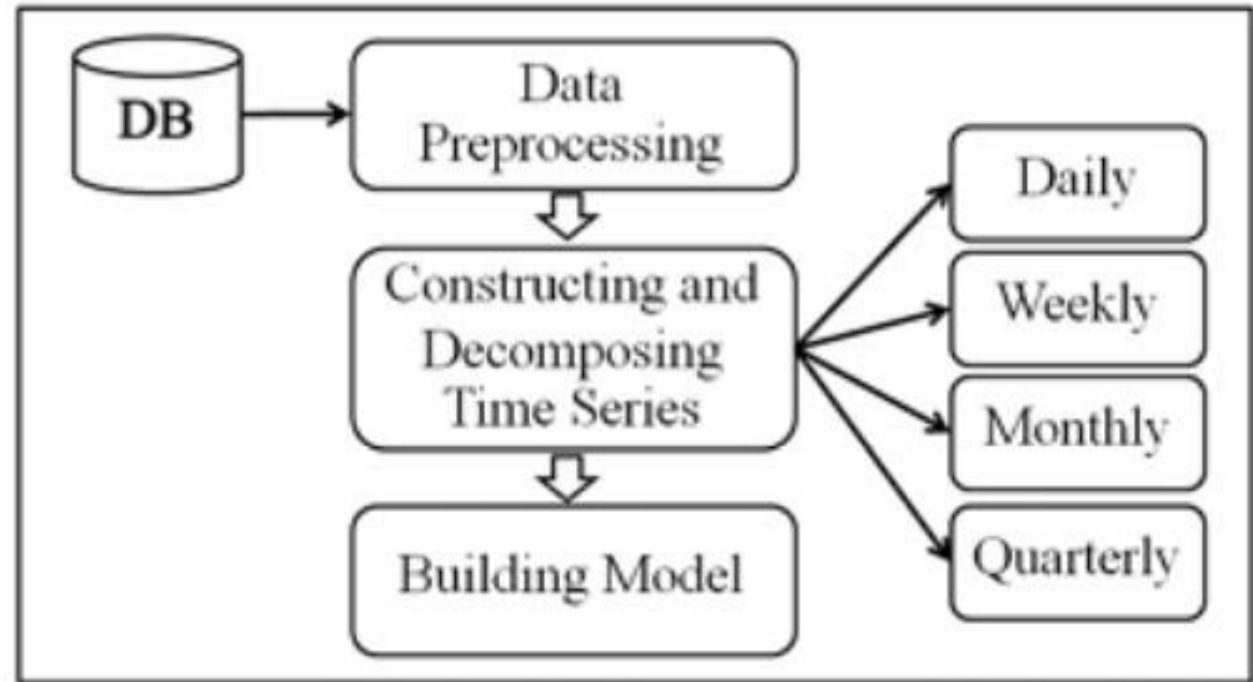 DB
Data
Preprocessing
Constructing and
Decomposing
Time Series
Building Model
Daily
Weekly
Monthly
Quarterly